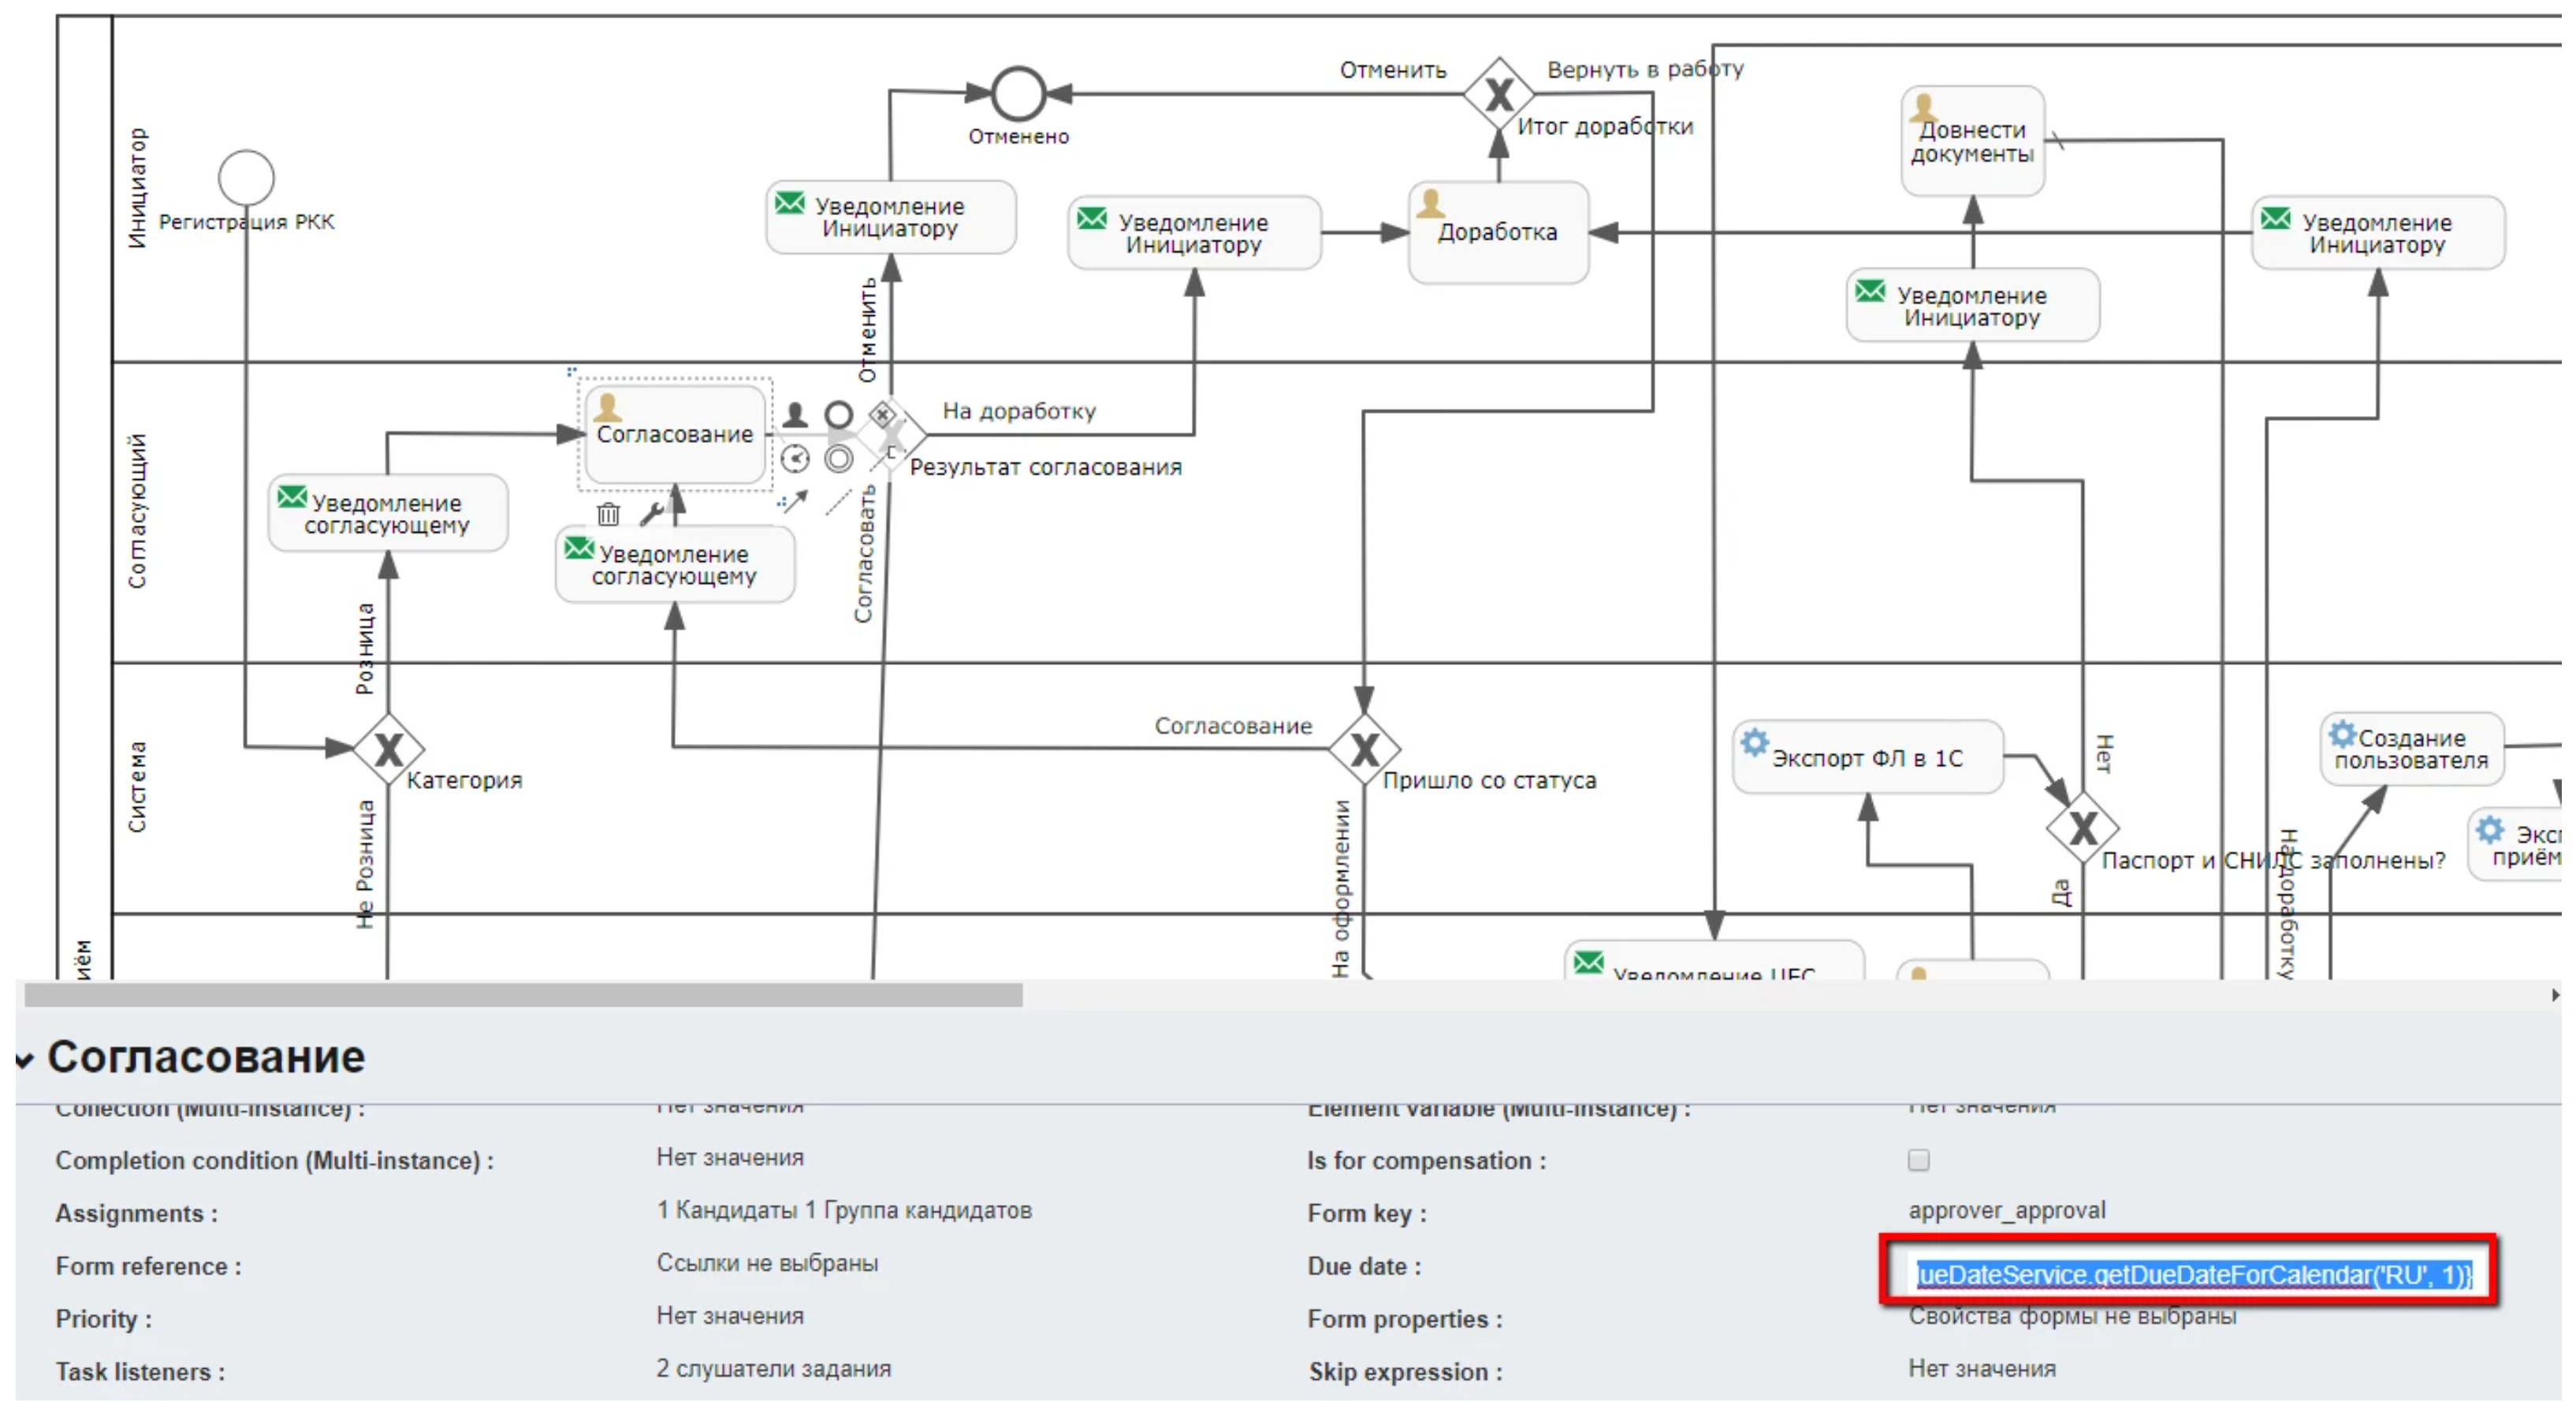 Отменить
Вернуть в работу
Отменено
Итог доработки
Довнести
документы
Инициатор
Регистрация РКК
Уведомление
Инициатору
Уведомление
Инициатору
Доработка
Уведомление
Инициатору
Уведомление
Инициатору
Отменить
Согласующий
Согласование
На доработку
Результат согласования
Уведомление
согласующему
Уведомление
согласующему
Согласовать
Розница
Система
Согласование
Категория
Пришло со статуса
Экспорт ФЛ в 1С
Нет
Создание
пользователя
Не Розница
На оформлении
Паспорт и СНИЛС заполнены?
Да
На доработку
иём
Уведомление ЦБС
Согласование
Collection (Multi-instance) :
Нет значения
Element variable (Multi-instance) :
Нет значения
Completion condition (Multi-instance) :
Нет значения
Is for compensation :
Assignments :
1 Кандидаты 1 Группа кандидатов
Form key :
approver_approval
Form reference :
Ссылки не выбраны
Due date :
ueDateService.getDueDateForCalendar('RU', 1)}
Priority :
Нет значения
Form properties :
Свойства формы не выбраны
Task listeners :
2 слушатели задания
Skip expression :
Нет значения